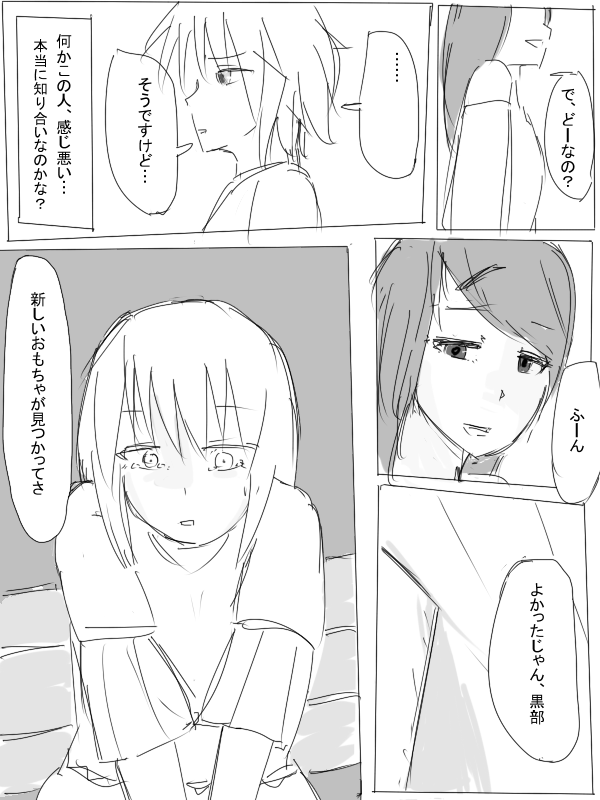 で、どーなの？
……
そうですけど…
何かこの人、感じ悪い…
本当に知り合いなのかな？
ふーん
よかったじゃん、黒部
新しいおもちゃが見つかってさ